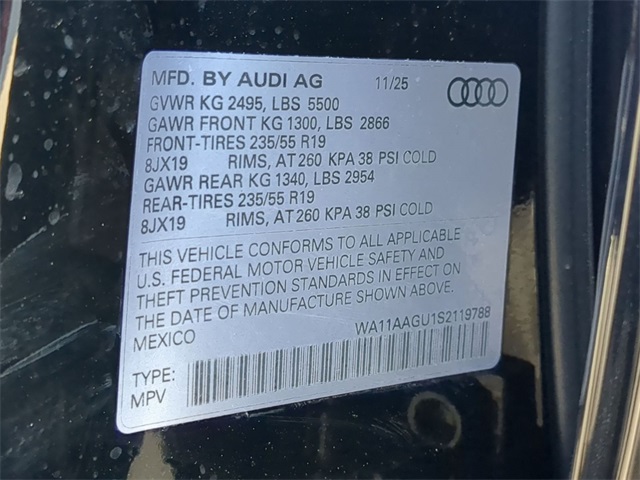 MFD. BY AUDI AG 11/25
GVWR KG 2495, LBS 5500
GAWR FRONT KG 1300, LBS 2866
FRONT-TIRES 235/55 R19
8JX19 RIMS, AT 260 KPA 38 PSI COLD
GAWR REAR KG 1340, LBS 2954
REAR-TIRES 235/55 R19
8JX19 RIMS, AT 260 KPA 38 PSI COLD
THIS VEHICLE CONFORMS TO ALL APPLICABLE
U.S. FEDERAL MOTOR VEHICLE SAFETY AND
THEFT PREVENTION STANDARDS IN EFFECT ON
THE DATE OF MANUFACTURE SHOWN ABOVE.
MEXICO WA11AAGU1S2119788
TYPE:
MPV